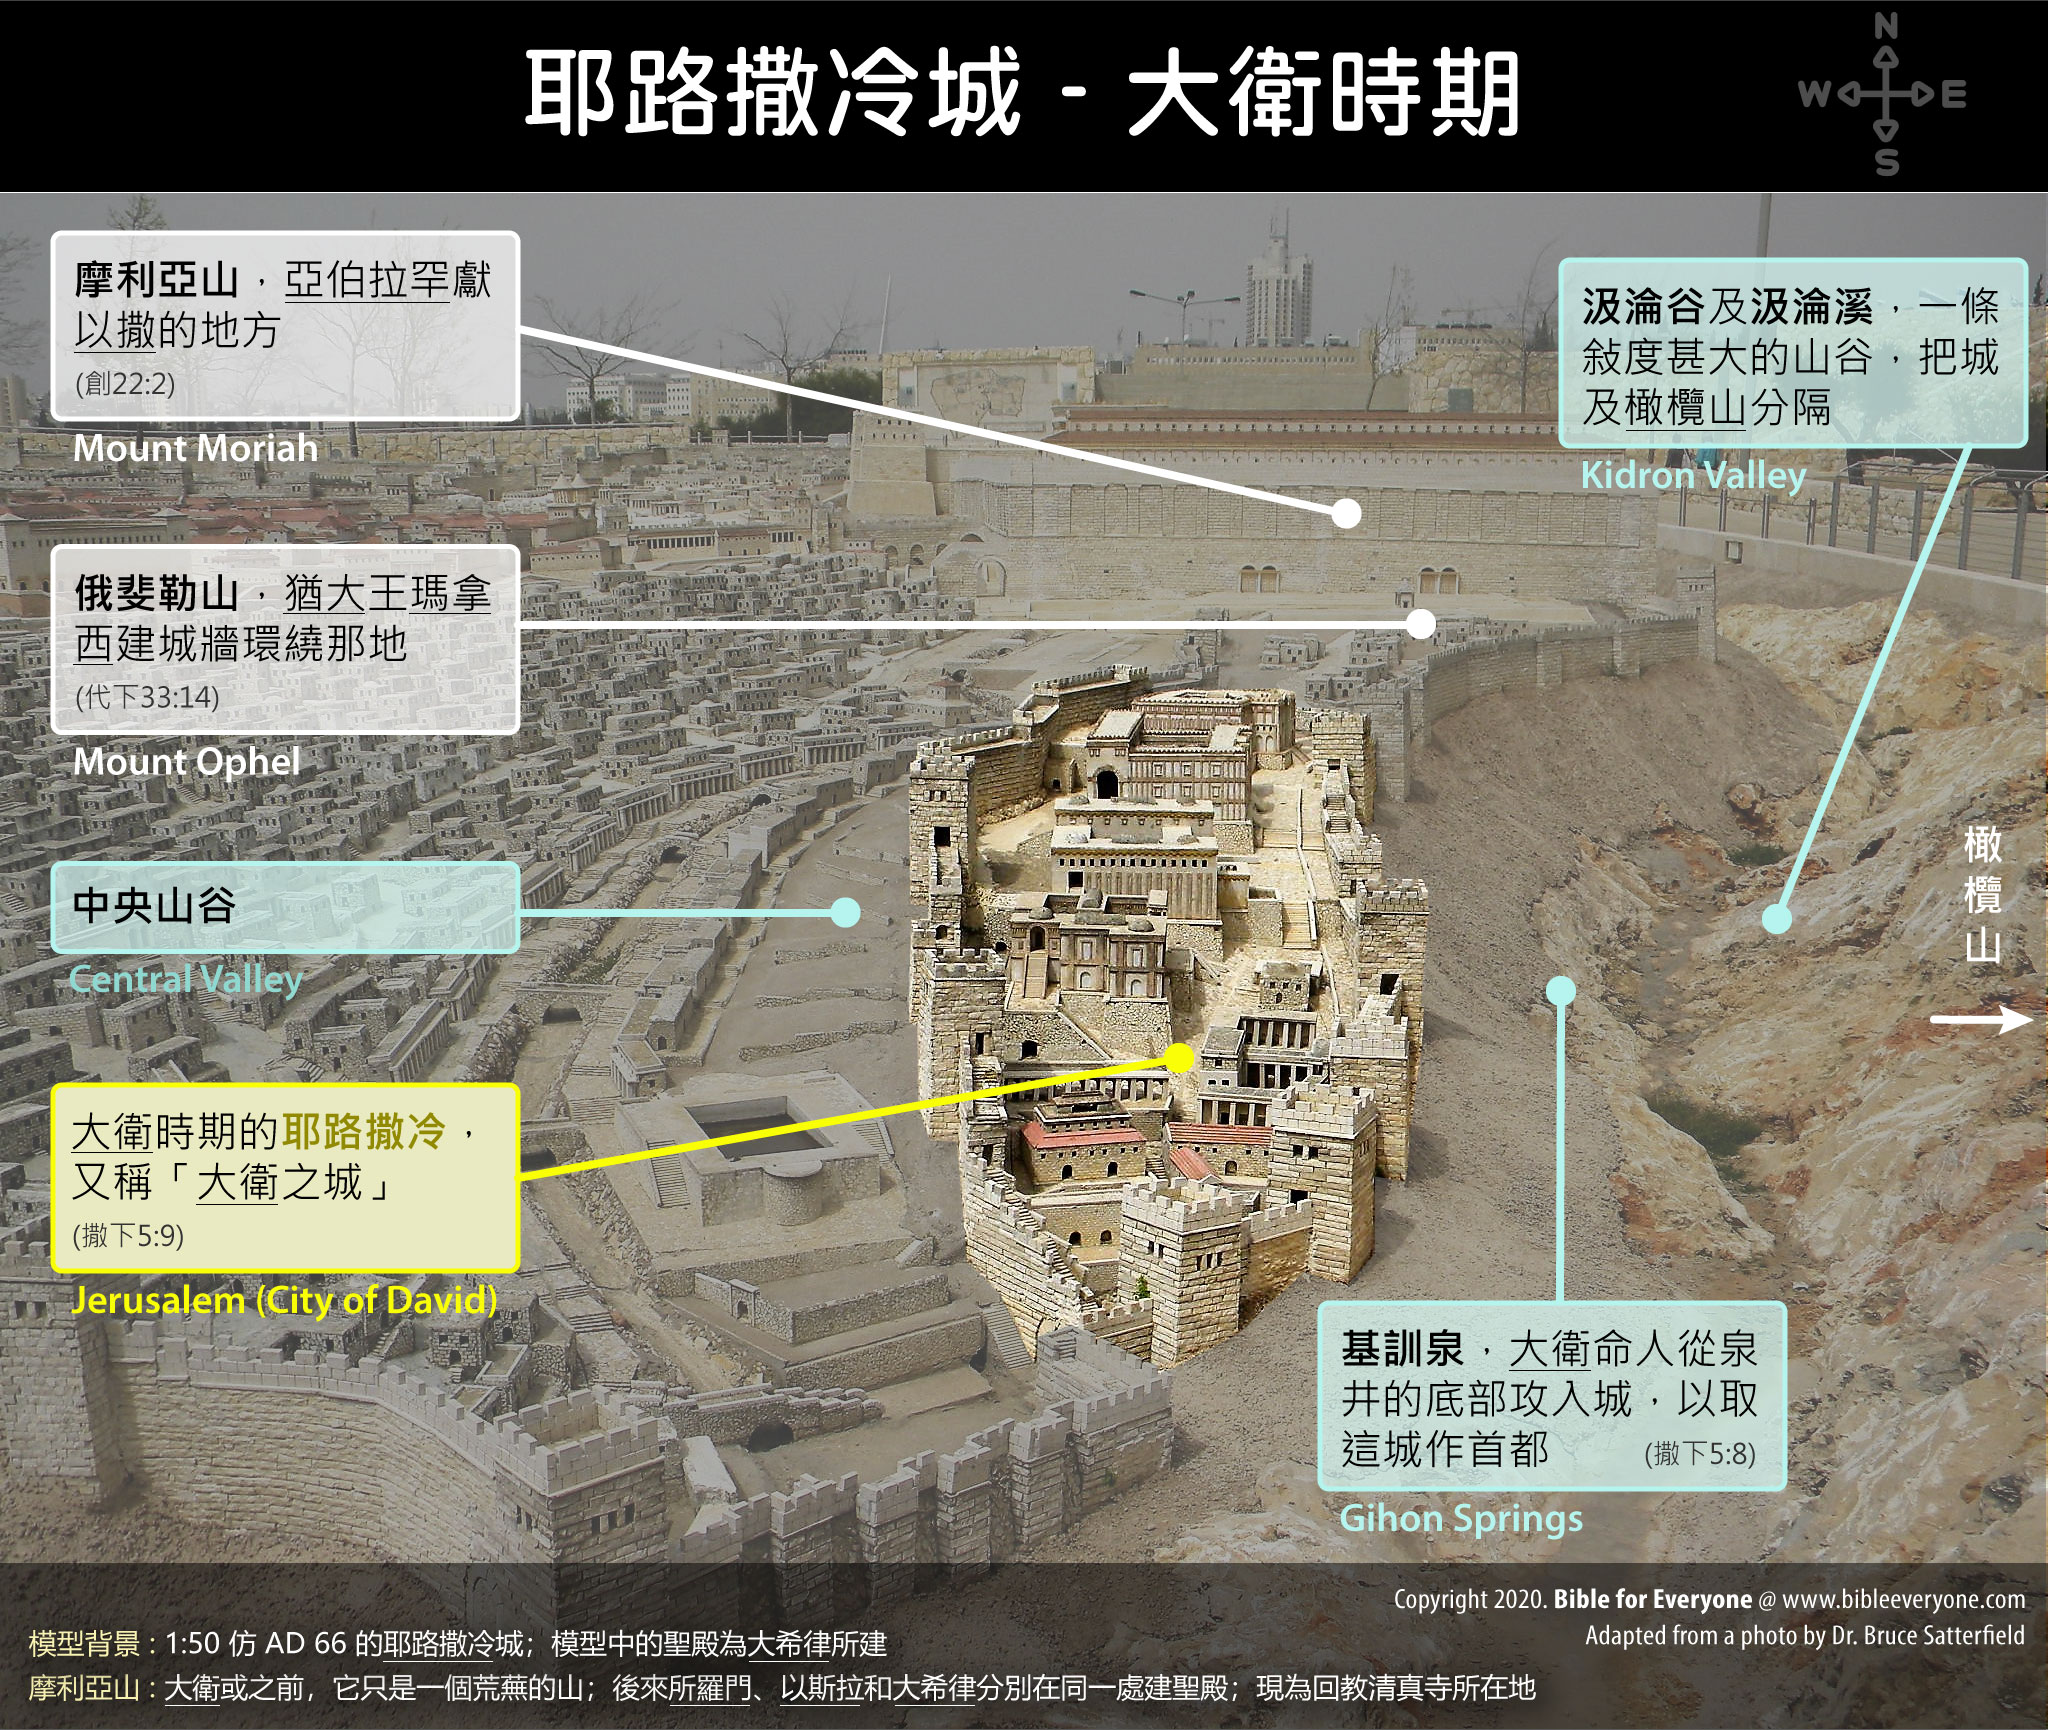 耶路撒冷城 - 大衛時期
N
W E
S
摩利亞山，亞伯拉罕獻
以撒的地方
(創22:2)
Mount Moriah
汲淪谷及汲淪溪，一條
敍度甚大的山谷，把城
及橄欖山分隔
Kidron Valley
俄斐勒山，猶大王瑪拿
西建城牆環繞那地
(代下33:14)
Mount Ophel
中央山谷
Central Valley
橄欖山
大衛時期的耶路撒冷，
又稱「大衛之城」
(撒下5:9)
Jerusalem (City of David)
基訓泉，大衛命人從泉
井的底部攻入城，以取
這城作首都 (撒下5:8)
Gihon Springs
Copyright 2020. Bible for Everyone @ www.bibleeveryone.com
Adapted from a photo by Dr. Bruce Satterfield
模型背景 : 1:50 仿 AD 66 的耶路撒冷城；模型中的聖殿為大希律所建
摩利亞山 : 大衛或之前，它只是一個荒蕪的山；後來所羅門、以斯拉和大希律分別在同一處建聖殿；現為回教清真寺所在地